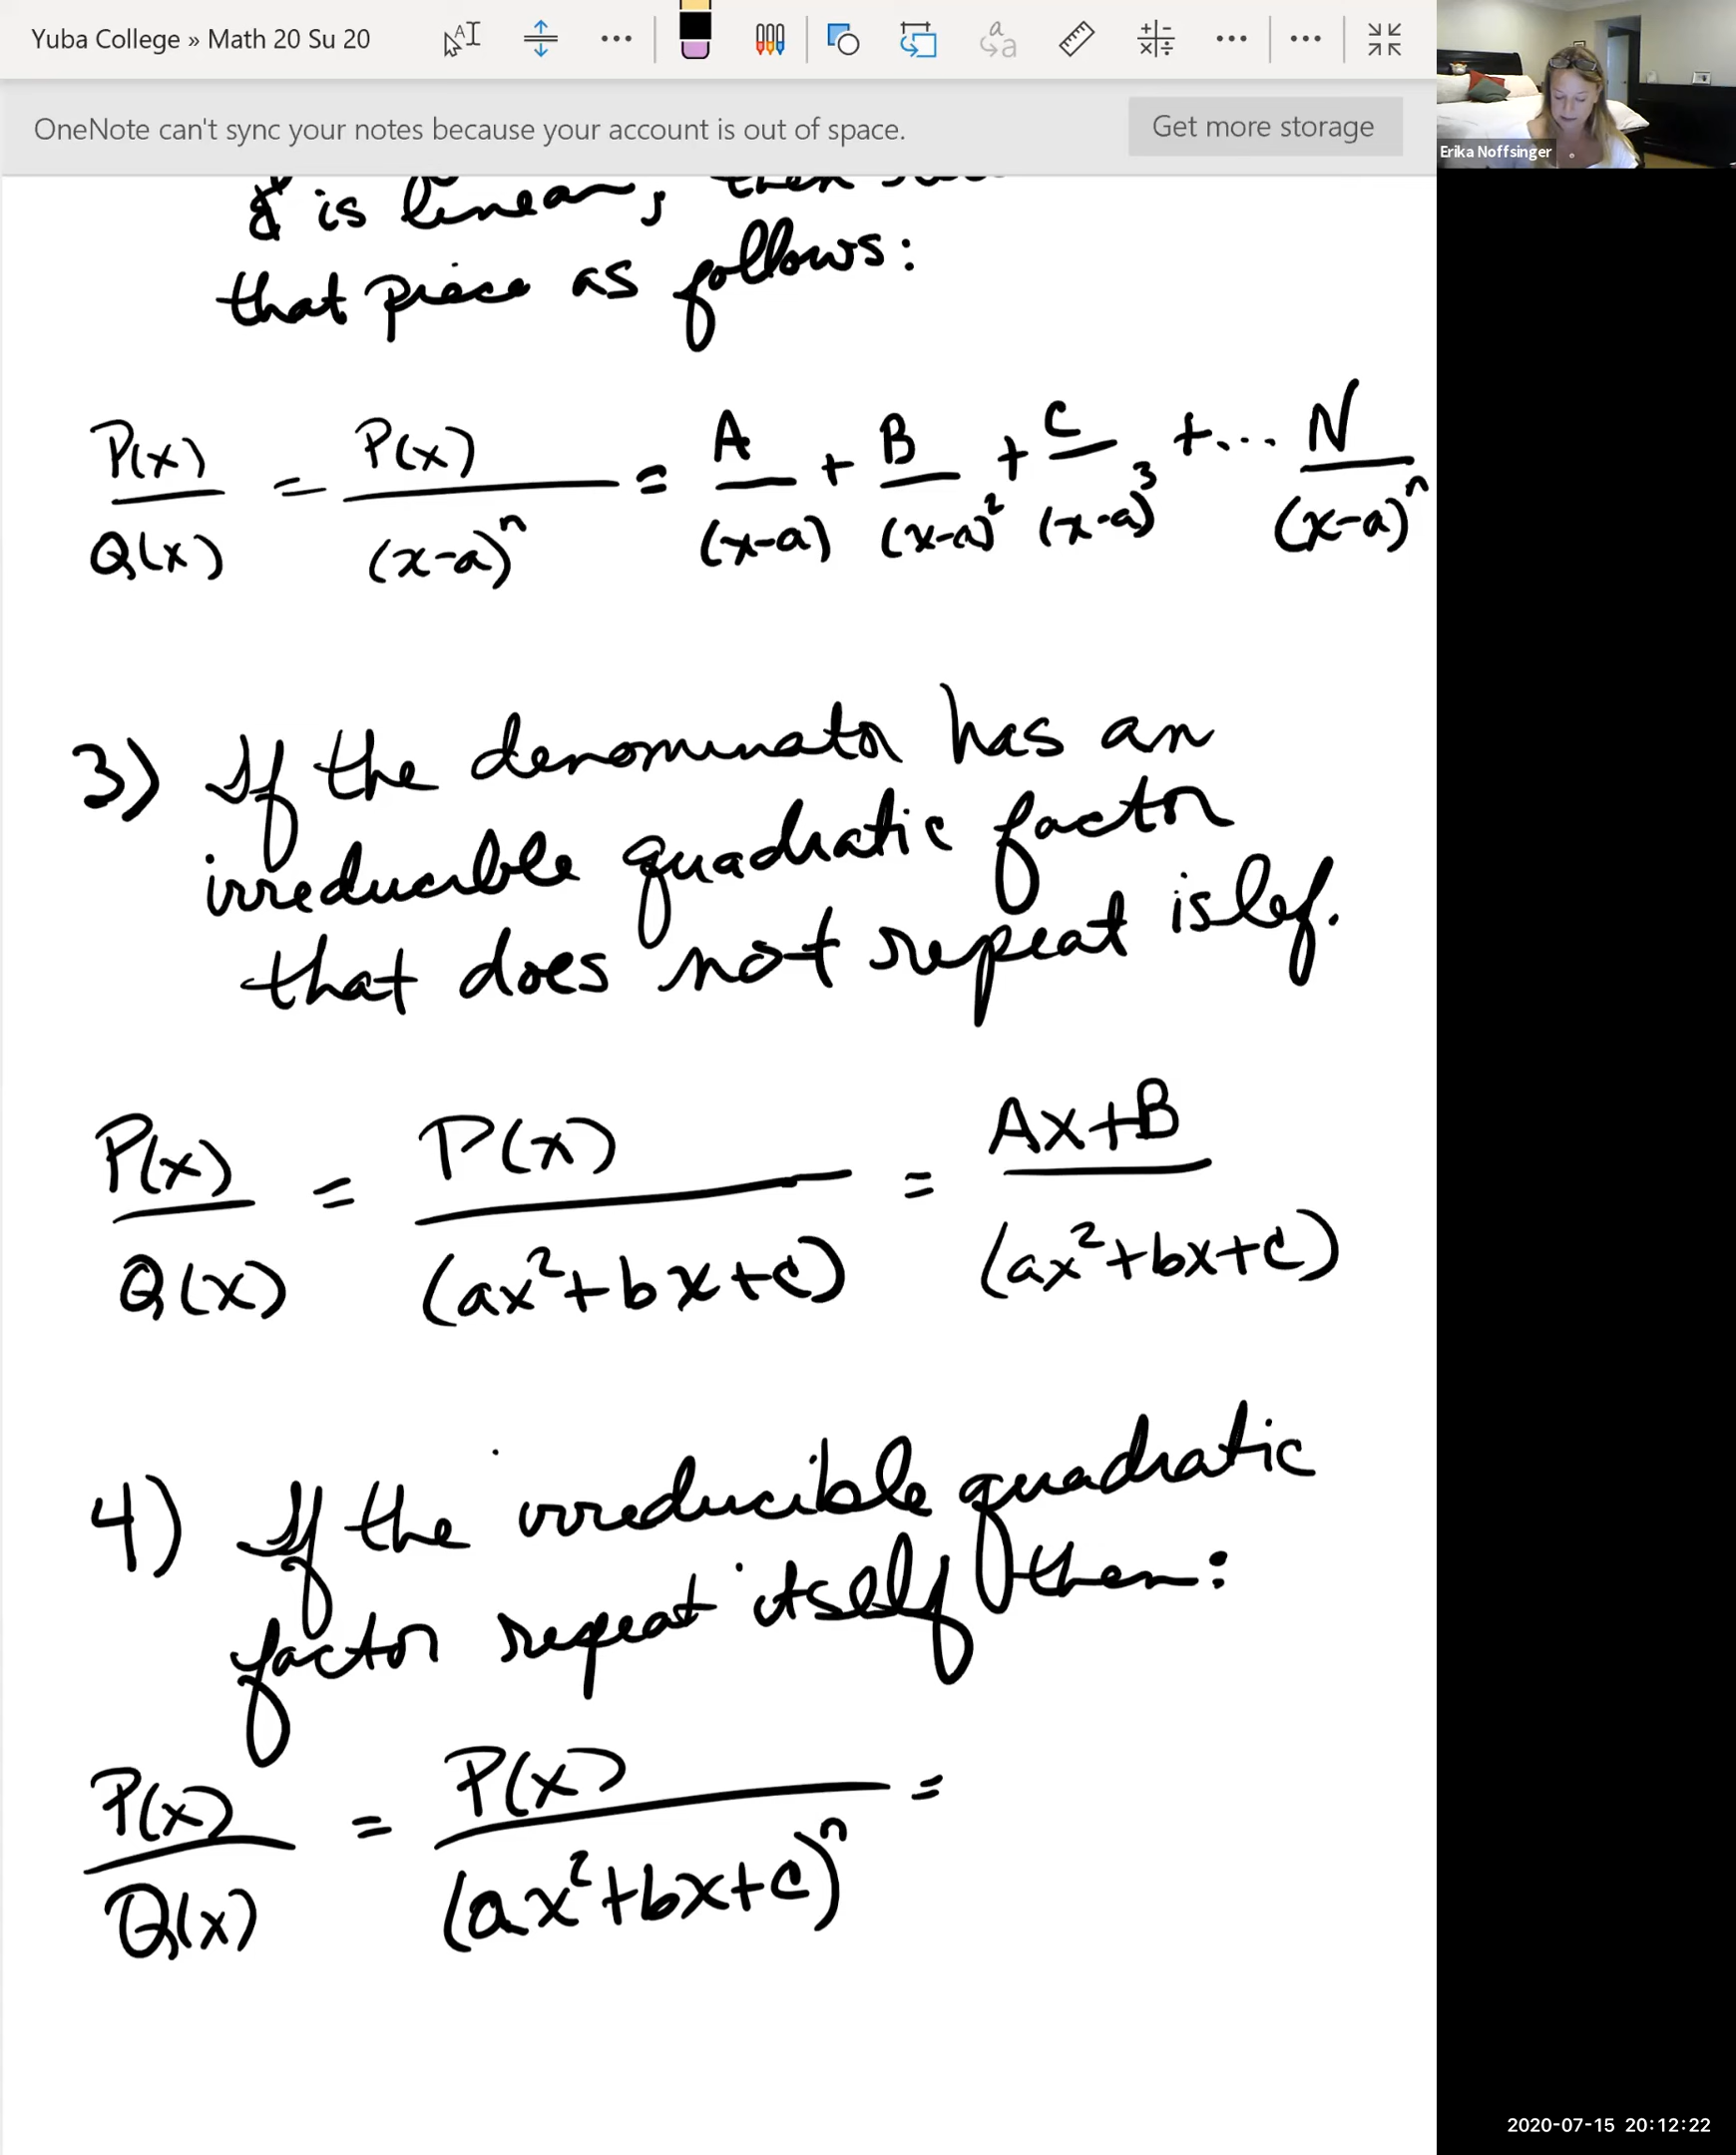 Yuba College » Math 20 Su 20
OneNote can't sync your notes because your account is out of space.
Get more storage
Erika Noffsinger
& is linear, then
that piece as follows:
P(x)/Q(x) = P(x)/(x-a)^n = A/(x-a) + B/(x-a)^2 + C/(x-a)^3 + ... N/(x-a)^n
3) If the denominator has an
irreducible quadratic factor
that does not repeat itself.
P(x)/Q(x) = P(x)/(ax^2+bx+c) = Ax+B/(ax^2+bx+c)
4) If the irreducible quadratic
factor repeat itself then:
P(x)/Q(x) = P(x)/(ax^2+bx+c)^n =
2020-07-15 20:12:22